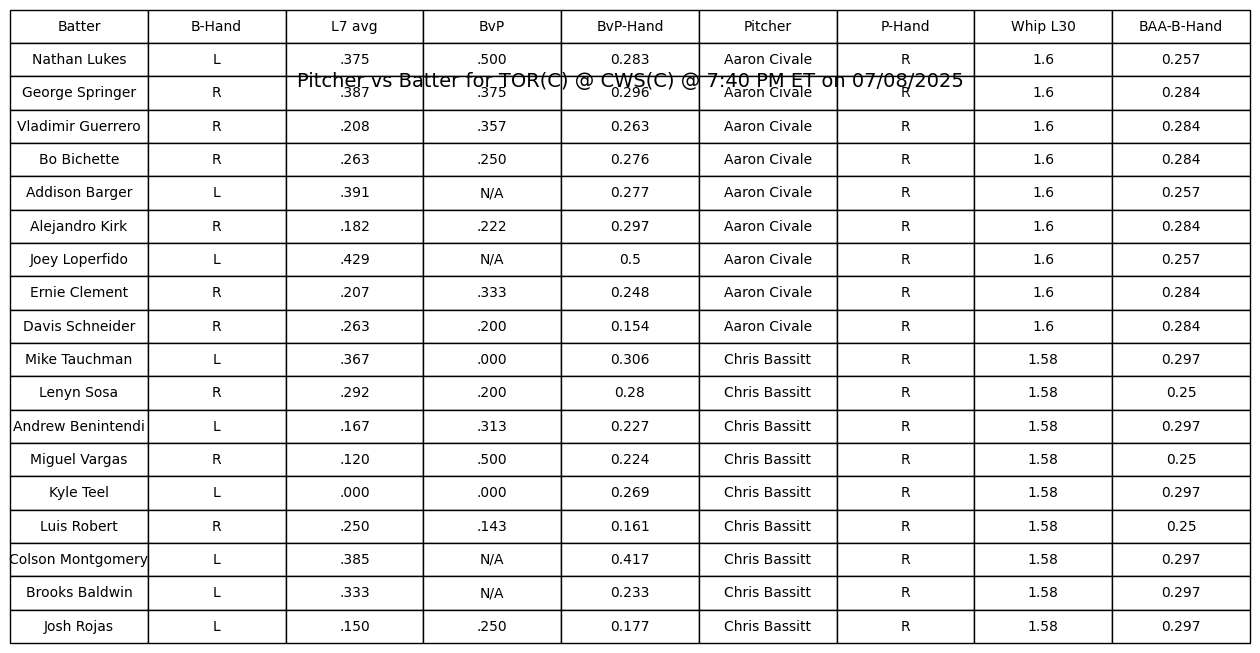 Batter B-Hand L7 avg BvP BvP-Hand Pitcher P-Hand Whip L30 BAA-B-Hand
Nathan Lukes L .375 .500 0.283 Aaron Civale R 1.6 0.257
Pitcher vs Batter for TOR(C) @ CWS(C) @ 7:40 PM ET on 07/08/2025
George Springer R .387 .375 0.296 Aaron Civale R 1.6 0.284
Vladimir Guerrero R .208 .357 0.263 Aaron Civale R 1.6 0.284
Bo Bichette R .263 .250 0.276 Aaron Civale R 1.6 0.284
Addison Barger L .391 N/A 0.277 Aaron Civale R 1.6 0.257
Alejandro Kirk R .182 .222 0.297 Aaron Civale R 1.6 0.284
Joey Loperfido L .429 N/A 0.5 Aaron Civale R 1.6 0.257
Ernie Clement R .207 .333 0.248 Aaron Civale R 1.6 0.284
Davis Schneider R .263 .200 0.154 Aaron Civale R 1.6 0.284
Mike Tauchman L .367 .000 0.306 Chris Bassitt R 1.58 0.297
Lenyn Sosa R .292 .200 0.28 Chris Bassitt R 1.58 0.25
Andrew Benintendi L .167 .313 0.227 Chris Bassitt R 1.58 0.297
Miguel Vargas R .120 .500 0.224 Chris Bassitt R 1.58 0.25
Kyle Teel L .000 .000 0.269 Chris Bassitt R 1.58 0.297
Luis Robert R .250 .143 0.161 Chris Bassitt R 1.58 0.25
Colson Montgomery L .385 N/A 0.417 Chris Bassitt R 1.58 0.297
Brooks Baldwin L .333 N/A 0.233 Chris Bassitt R 1.58 0.297
Josh Rojas L .150 .250 0.177 Chris Bassitt R 1.58 0.297